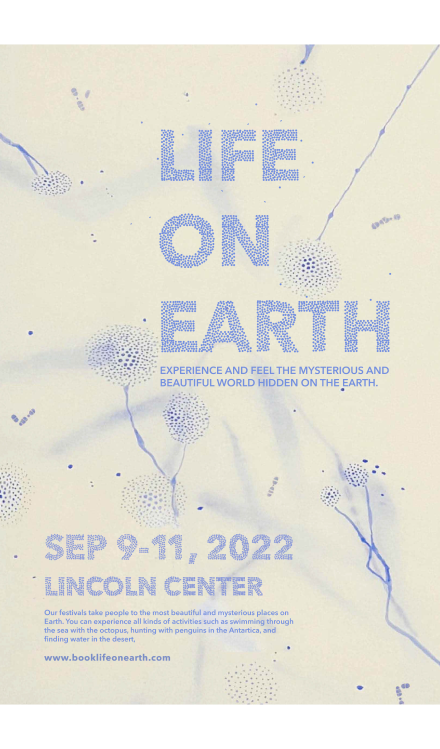 LIFE
ON
EARTH
EXPERIENCE AND FEEL THE MYSTERIOUS AND
BEAUTIFUL WORLD HIDDEN ON THE EARTH.
SEP 9-11, 2022
LINCOLN CENTER
Our festivals take people to the most beautiful and mysterious places on
Earth. You can experience all kinds of activities such as swimming through
the sea with the octopus, hunting with penguins in the Antartica, and
finding water in the desert.
www.booklifeonearth.com